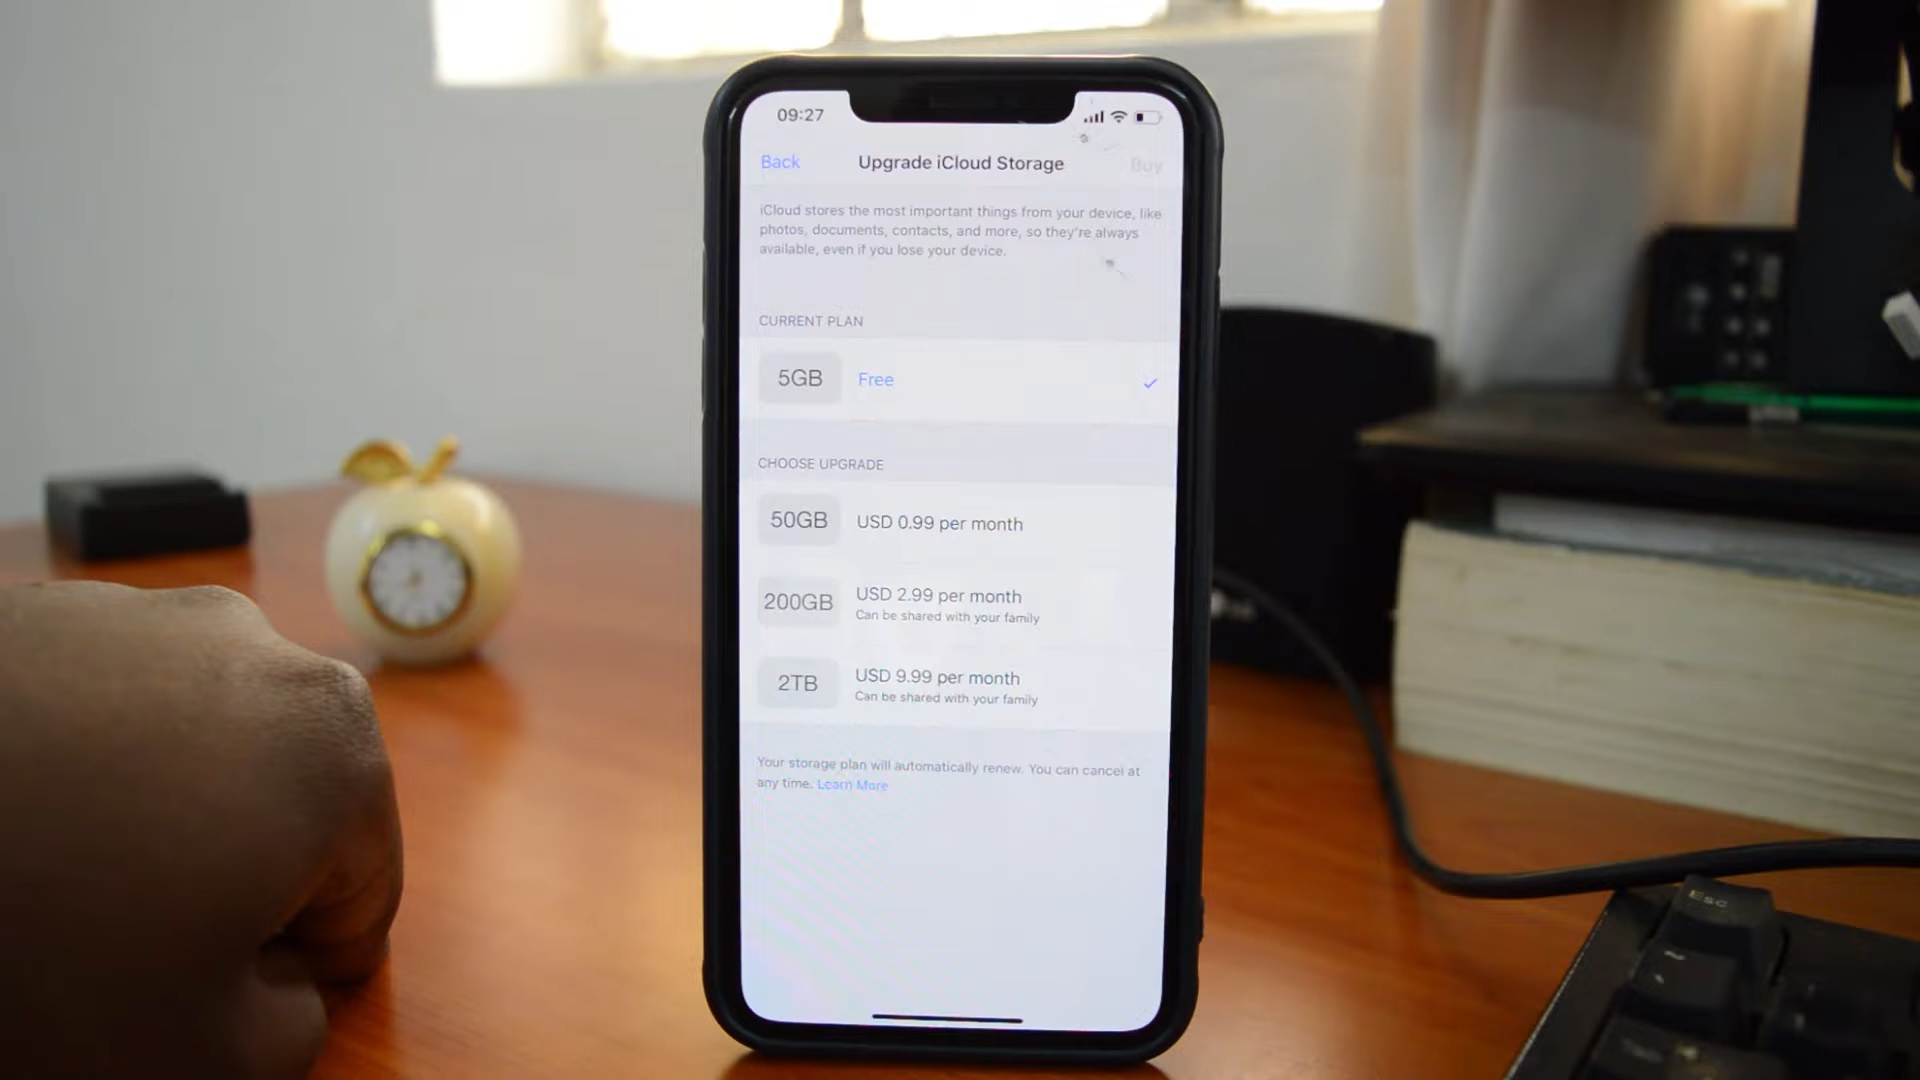 09:27
Back
Upgrade iCloud Storage
Buy
iCloud stores the most important things from your device, like
photos, documents, contacts, and more, so they're always
available, even if you lose your device.
CURRENT PLAN
5GB
Free
CHOOSE UPGRADE
50GB
USD 0.99 per month
200GB
USD 2.99 per month
Can be shared with your family
2TB
USD 9.99 per month
Can be shared with your family
Your storage plan will automatically renew. You can cancel at
any time. Learn More
Esc